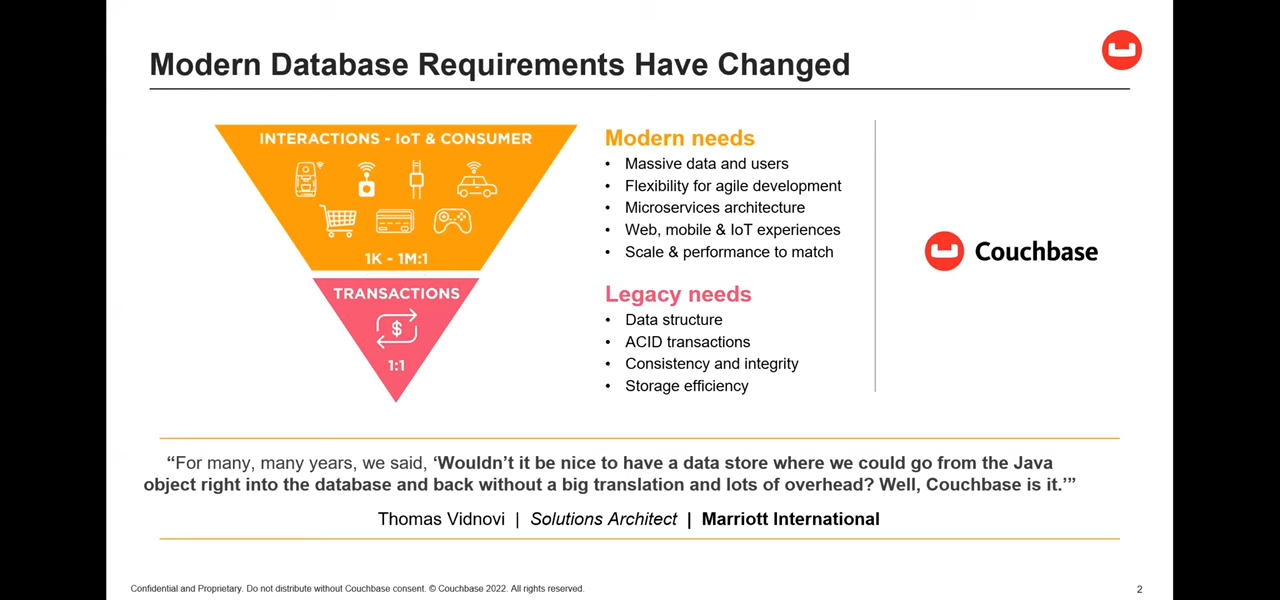 Modern Database Requirements Have Changed
INTERACTIONS - IoT & CONSUMER
1K - 1M:1
TRANSACTIONS
$
1:1
Modern needs
• Massive data and users
• Flexibility for agile development
• Microservices architecture
• Web, mobile & IoT experiences
• Scale & performance to match
Legacy needs
• Data structure
• ACID transactions
• Consistency and integrity
• Storage efficiency
Couchbase
“For many, many years, we said, ‘Wouldn’t it be nice to have a data store where we could go from the Java
object right into the database and back without a big translation and lots of overhead? Well, Couchbase is it.’”
Thomas Vidnovi | Solutions Architect | Marriott International
Confidential and Proprietary. Do not distribute without Couchbase consent. © Couchbase 2022. All rights reserved.
2